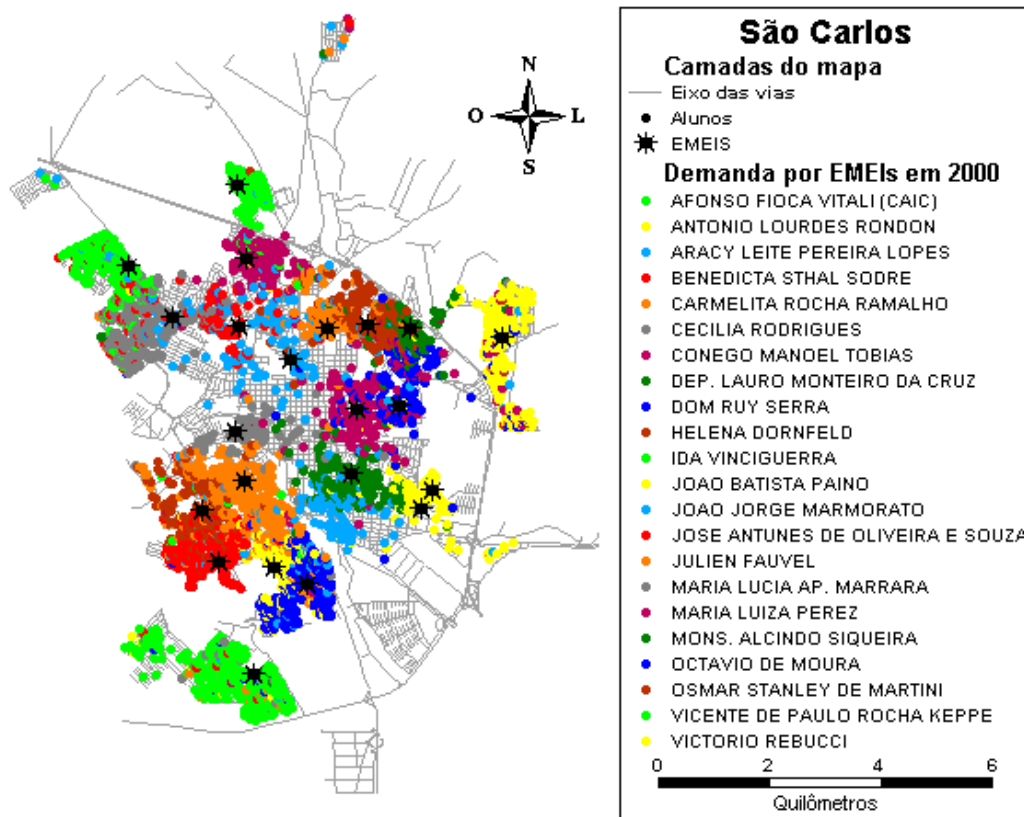 N
O L
S
São Carlos
Camadas do mapa
Eixo das vias
Alunos
EMEIS
Demanda por EMEIs em 2000
AFONSO FIOCA VITALI (CAIC)
ANTONIO LOURDES RONDON
ARACY LEITE PEREIRA LOPES
BENEDICTA STHAL SODRE
CARMELITA ROCHA RAMALHO
CECILIA RODRIGUES
CONEGO MANOEL TOBIAS
DEP. LAURO MONTEIRO DA CRUZ
DOM RUY SERRA
HELENA DORNFELD
IDA VINCIGUERRA
JOAO BATISTA PAINO
JOAO JORGE MARMORATO
JOSE ANTUNES DE OLIVEIRA E SOUZA
JULIEN FAUVEL
MARIA LUCIA AP. MARRARA
MARIA LUIZA PEREZ
MONS. ALCINDO SIQUEIRA
OCTAVIO DE MOURA
OSMAR STANLEY DE MARTINI
VICENTE DE PAULO ROCHA KEPPE
VICTORIO REBUCCI
0 2 4 6
Quilômetros